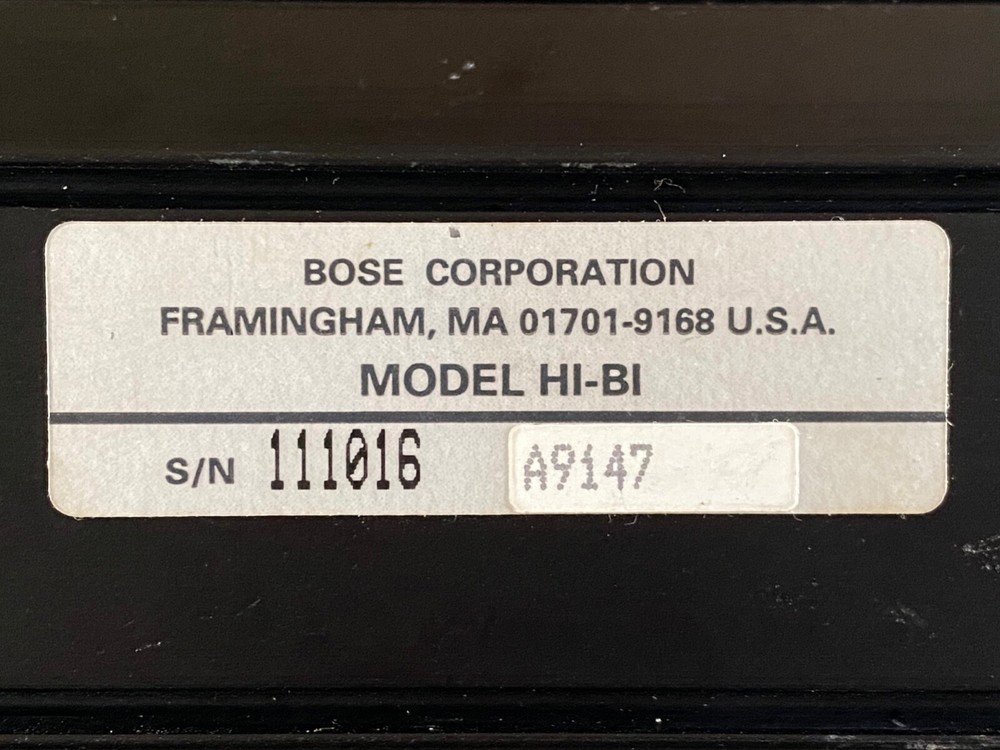 BOSE CORPORATION
FRAMINGHAM, MA 01701-9168 U.S.A.
MODEL HI-BI
S/N 111016 A9147